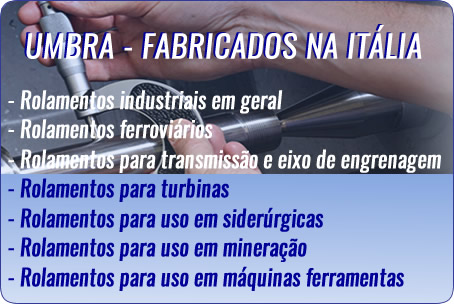 UMBRA - FABRICADOS NA ITÁLIA
- Rolamentos industriais em geral
- Rolamentos ferroviários
- Rolamentos para transmissão e eixo de engrenagem
- Rolamentos para turbinas
- Rolamentos para uso em siderúrgicas
- Rolamentos para uso em mineração
- Rolamentos para uso em máquinas ferramentas